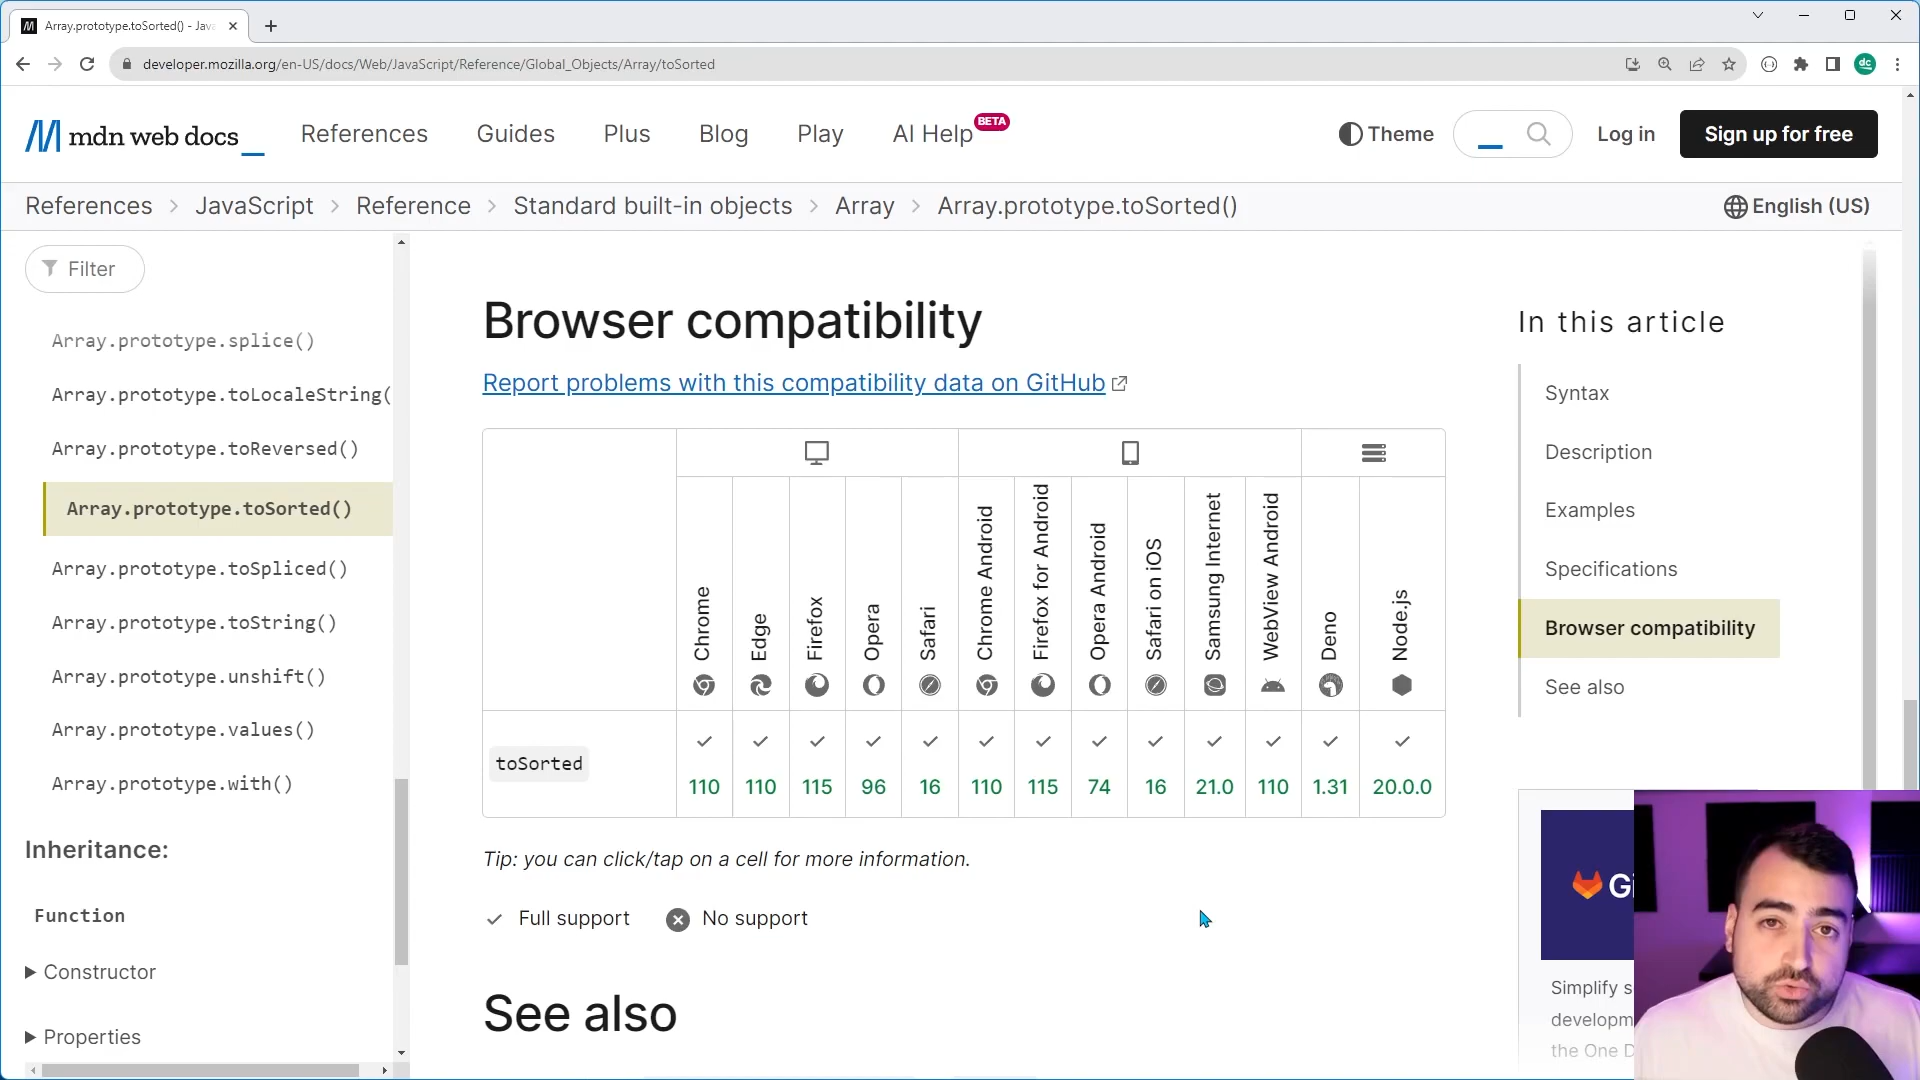 Array.prototype.toSorted() - Java
developer.mozilla.org/en-US/docs/Web/JavaScript/Reference/Global_Objects/Array/toSorted
dc
mdn web docs
References
Guides
Plus
Blog
Play
AI Help BETA
Theme
Log in
Sign up for free
References > JavaScript > Reference > Standard built-in objects > Array > Array.prototype.toSorted()
English (US)
Filter
Array.prototype.splice()
Array.prototype.toLocaleString(
Array.prototype.toReversed()
Array.prototype.toSorted()
Array.prototype.toSpliced()
Array.prototype.toString()
Array.prototype.unshift()
Array.prototype.values()
Array.prototype.with()
Inheritance:
Function
Constructor
Properties
Browser compatibility
Report problems with this compatibility data on GitHub
Chrome
Edge
Firefox
Opera
Safari
Chrome Android
Firefox for Android
Opera Android
Safari on iOS
Samsung Internet
WebView Android
Deno
Node.js
toSorted
110 110 115 96 16 110 115 74 16 21.0 110 1.31 20.0.0
Tip: you can click/tap on a cell for more information.
Full support
No support
See also
In this article
Syntax
Description
Examples
Specifications
Browser compatibility
See also
Gi
Simplify s
developm
the One D